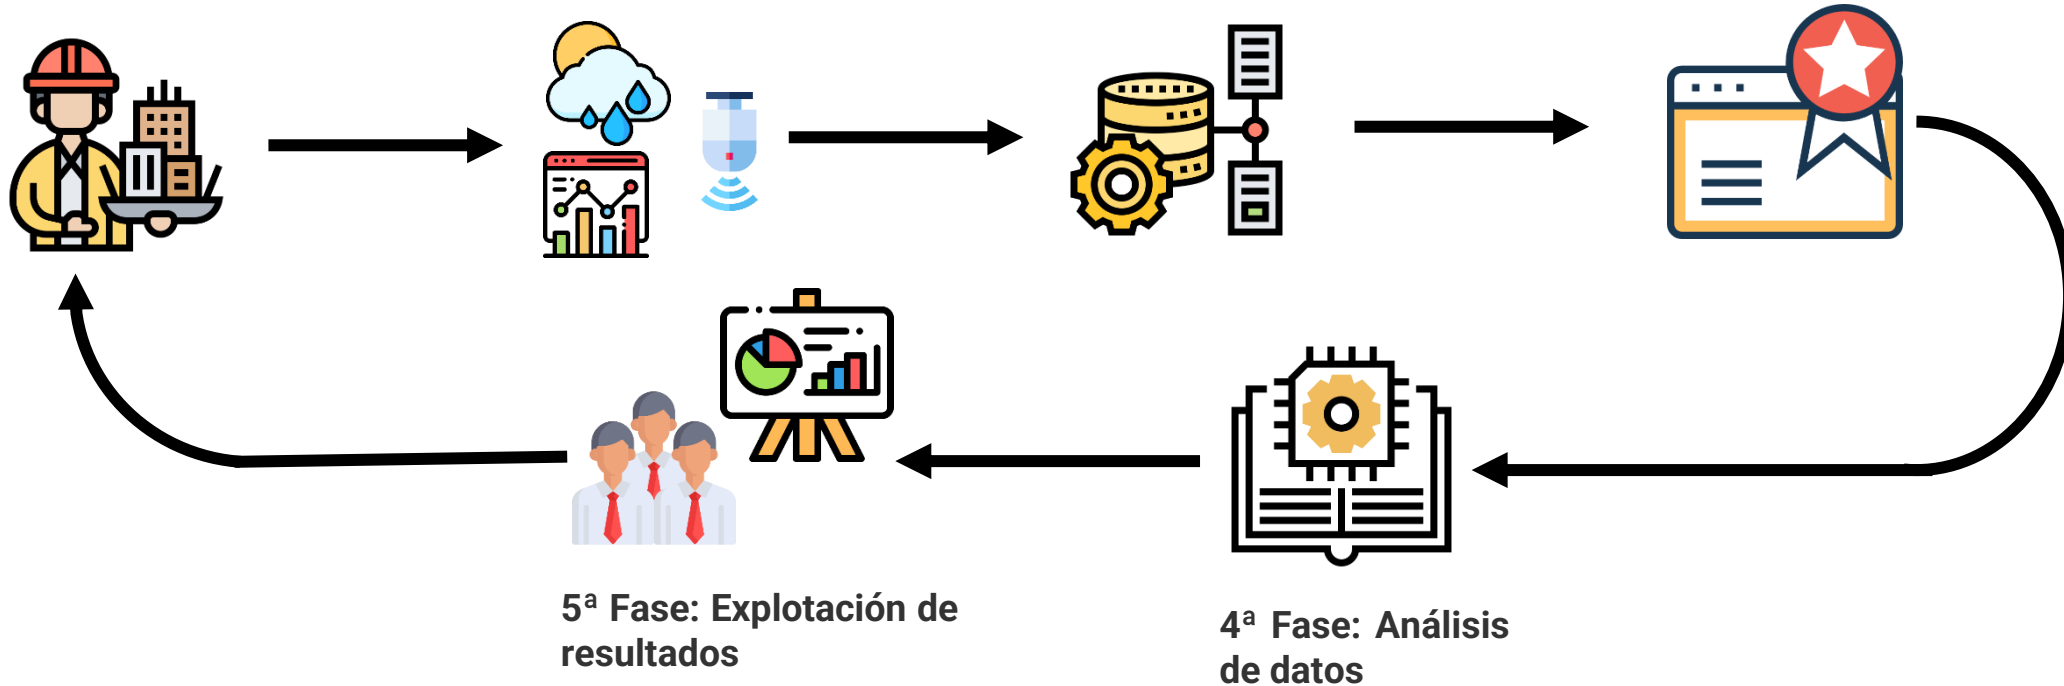 5ª Fase: Explotación de
resultados
4ª Fase: Análisis
de datos